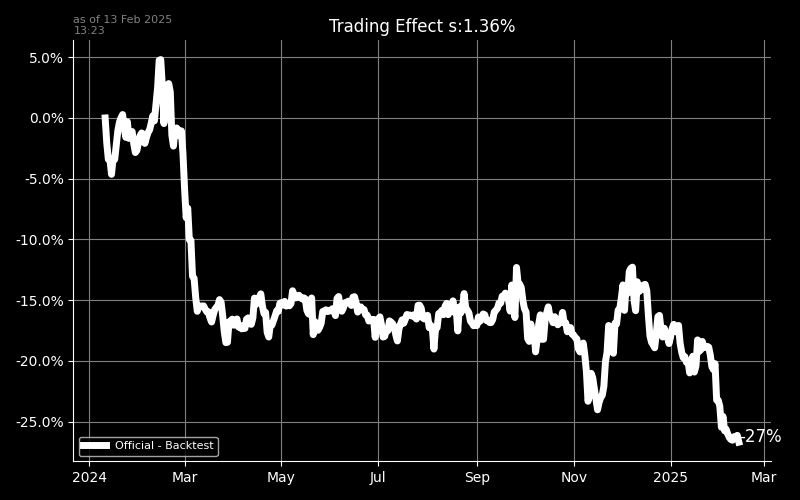 as of 13 Feb 2025
13:23
Trading Effect s:1.36%
5.0%
0.0%
-5.0%
-10.0%
-15.0%
-20.0%
-25.0%
-27%
Official - Backtest
2024 Mar May Jul Sep Nov 2025 Mar